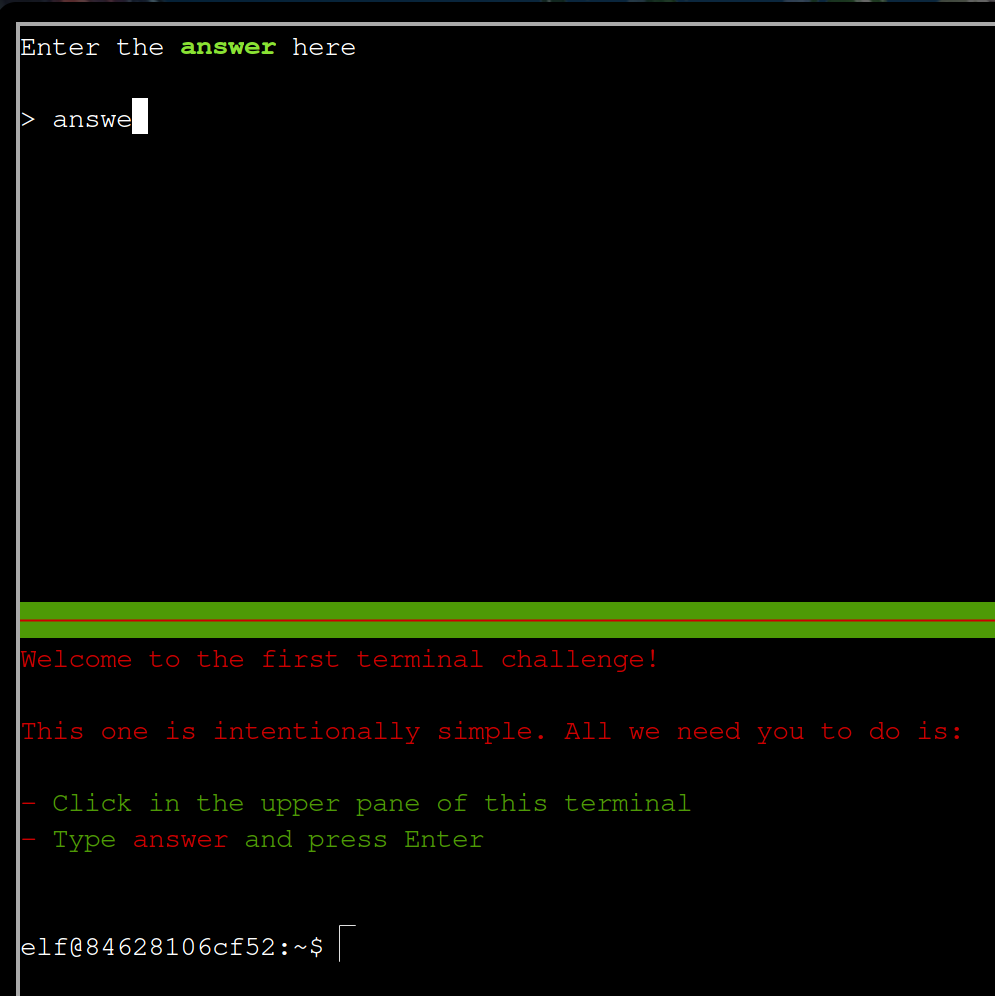 Enter the answer here
> answe
Welcome to the first terminal challenge!
This one is intentionally simple. All we need you to do is:
- Click in the upper pane of this terminal
- Type answer and press Enter
elf@84628106cf52:~$